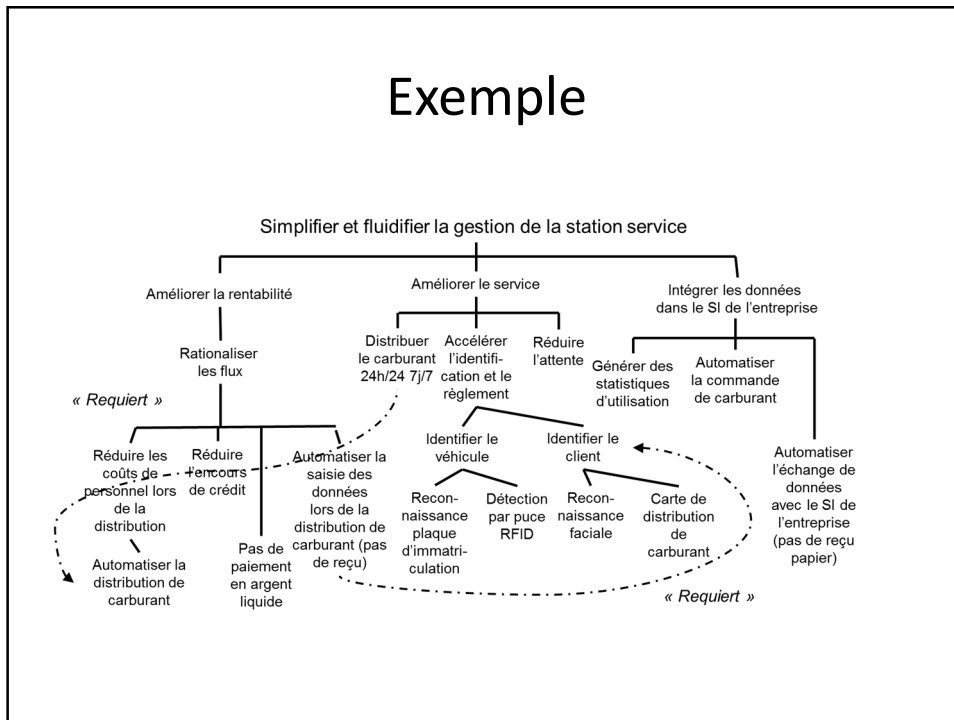 Exemple
Simplifier et fluidifier la gestion de la station service
Améliorer la rentabilité
Améliorer le service
Intégrer les données
dans le SI de l'entreprise
Rationaliser
les flux
Distribuer
le carburant
24h/24 7j/7
Accélérer
l'identifi-
cation et le
règlement
Réduire
l'attente
Générer des
statistiques
d'utilisation
Automatiser
la commande
de carburant
« Requiert »
Réduire les
coûts de
personnel lors
de la
distribution
Réduire
l'encours
de crédit
Automatiser la
saisie des
données
lors de la
distribution de
carburant (pas
de reçu)
Identifier le
véhicule
Identifier le
client
Automatiser
l'échange de
données
avec le SI de
l'entreprise
(pas de reçu
papier)
Recon-
naissance
plaque
d'immatri-
culation
Détection
par puce
RFID
Recon-
naissance
faciale
Carte de
distribution
de
carburant
Automatiser la
distribution de
carburant
Pas de
paiement
en argent
liquide
« Requiert »